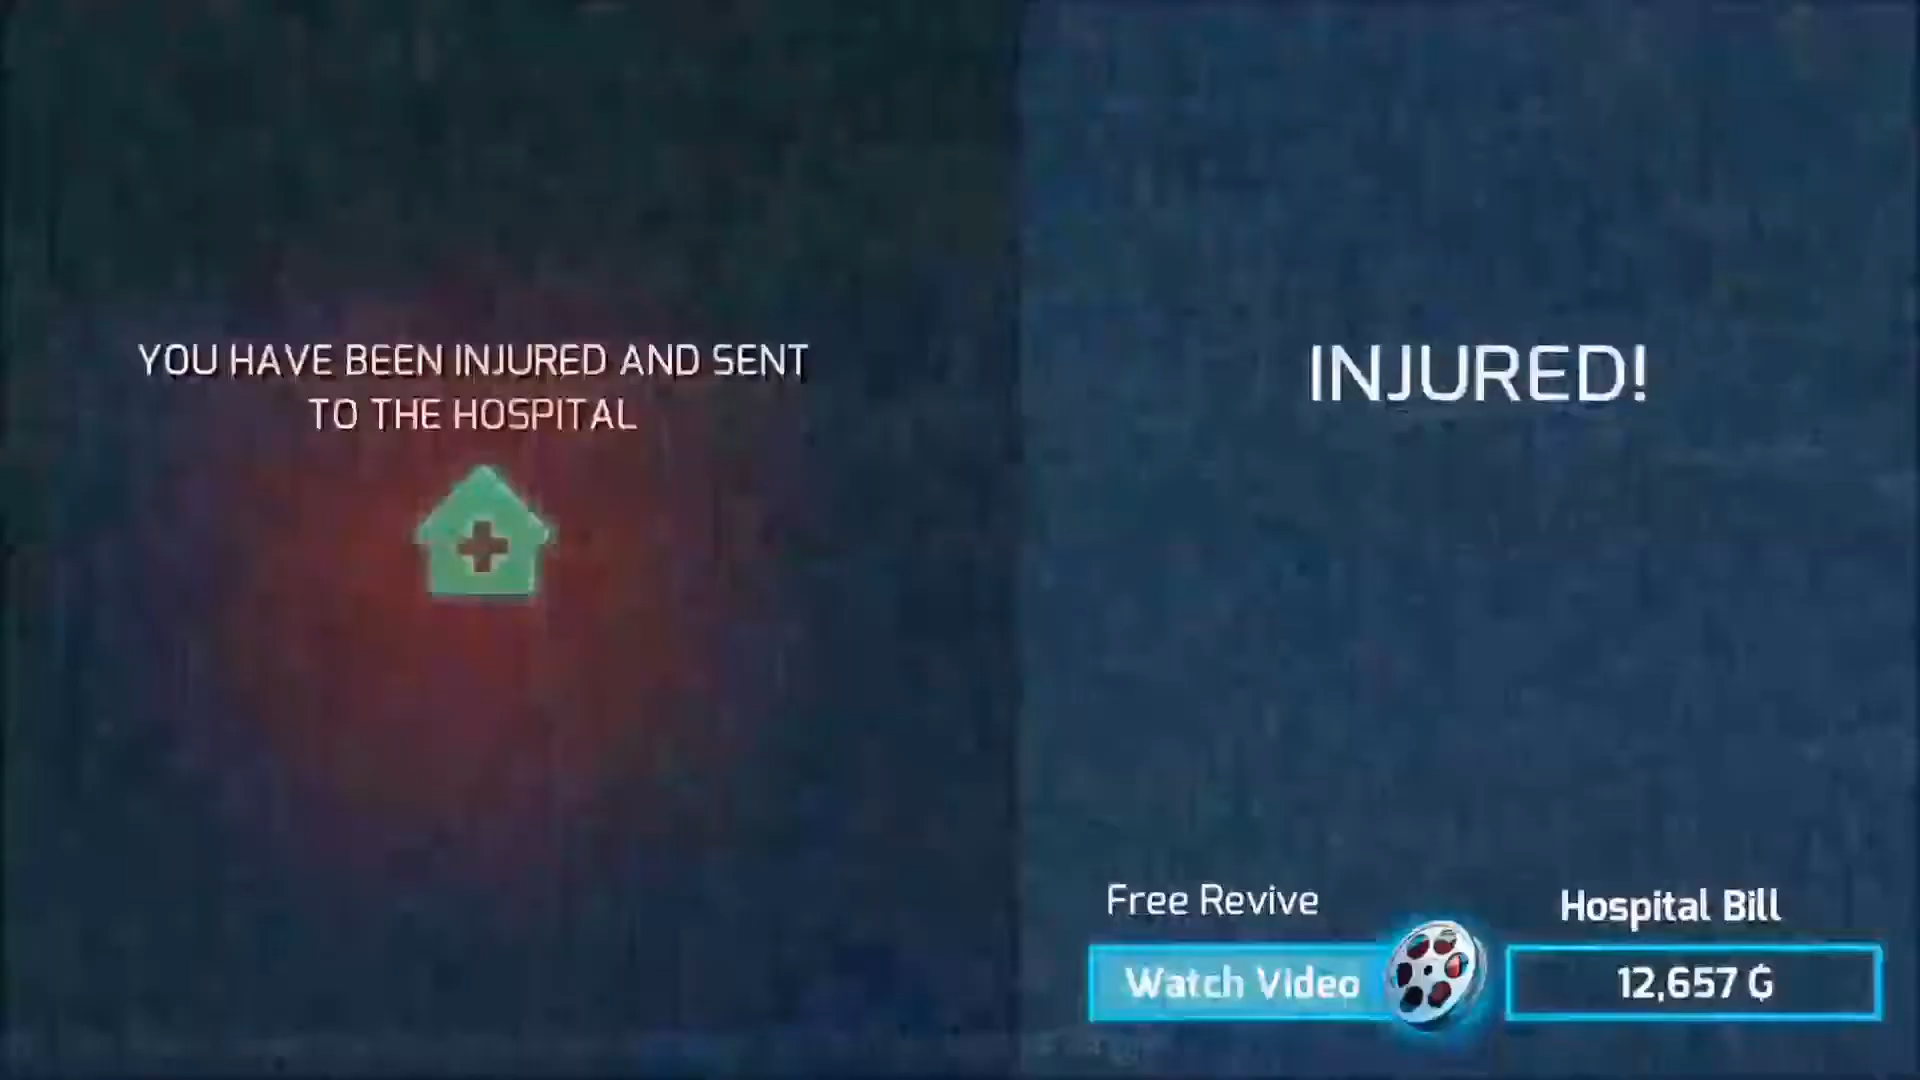 YOU HAVE BEEN INJURED AND SENT
TO THE HOSPITAL
INJURED!
Free Revive
Watch Video
Hospital Bill
12,657 ₲